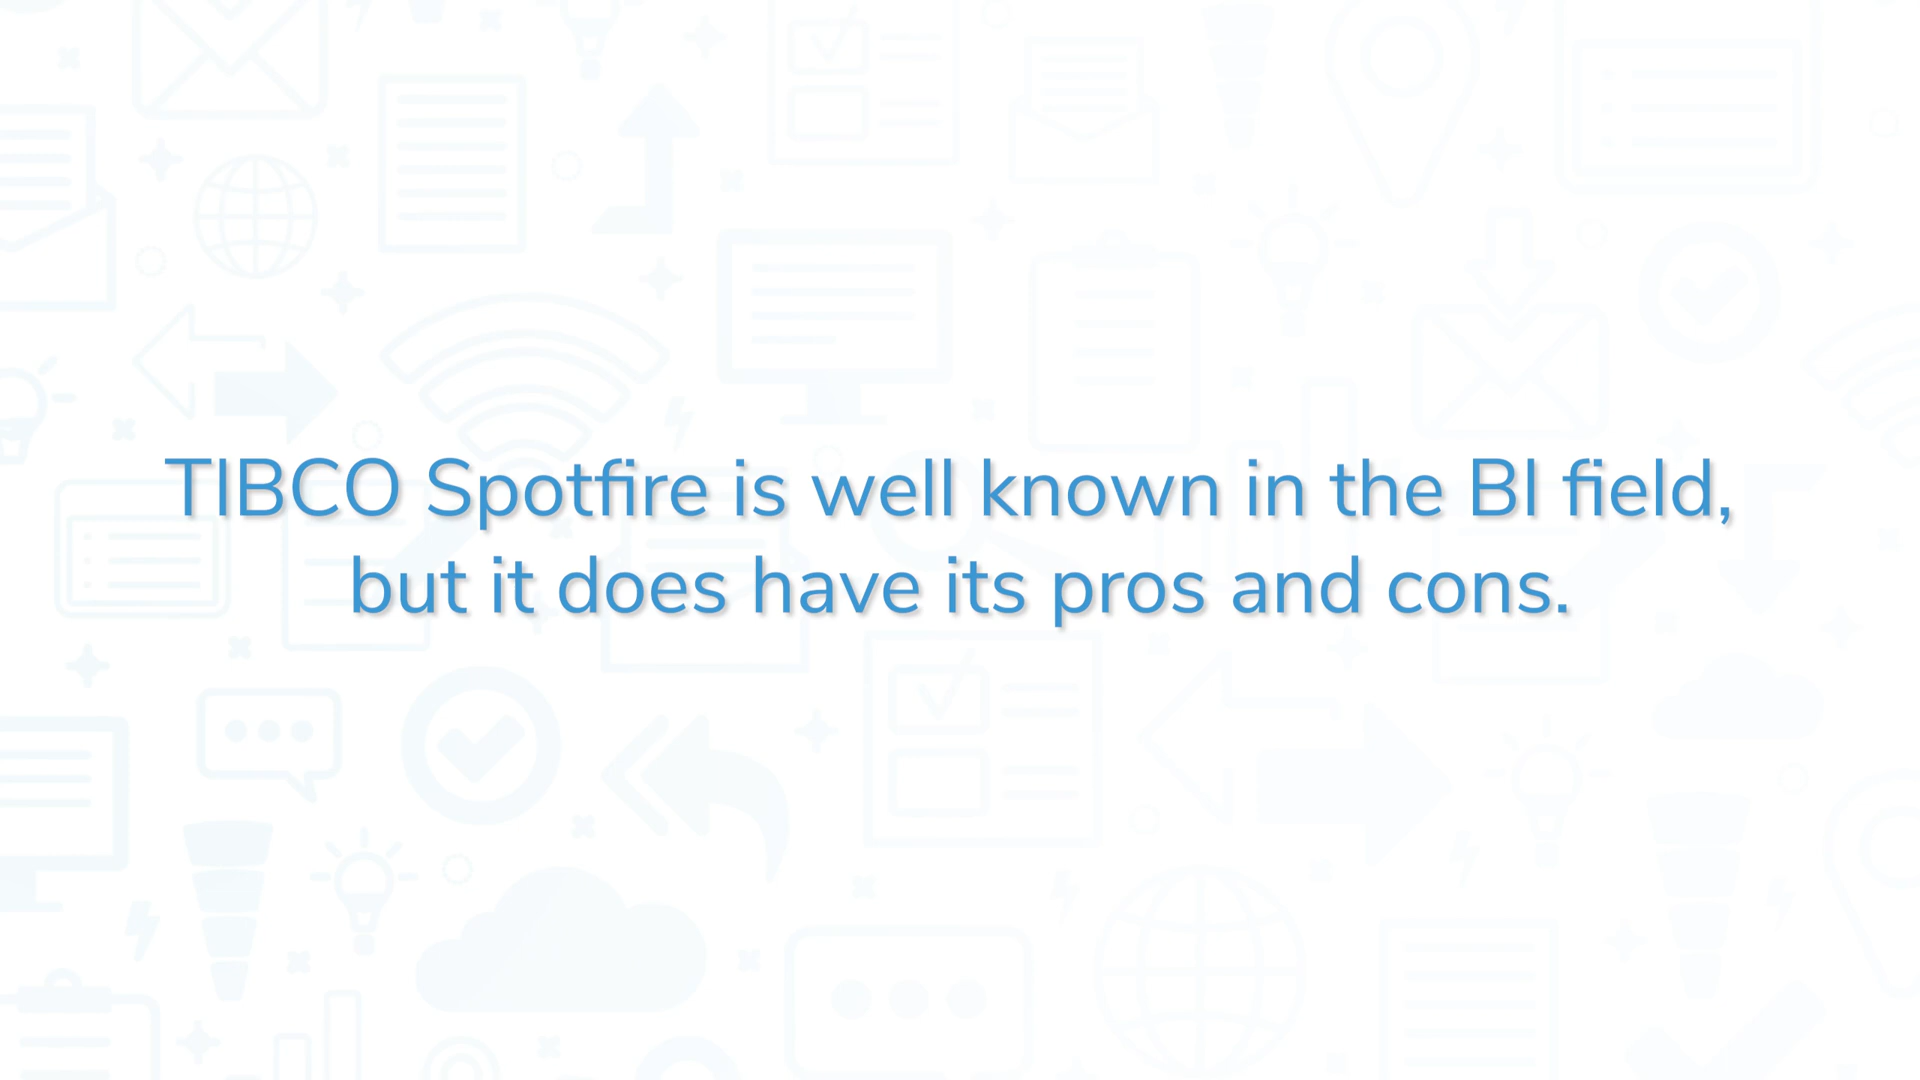 TIBCO Spotfire is well known in the BI field,
but it does have its pros and cons.